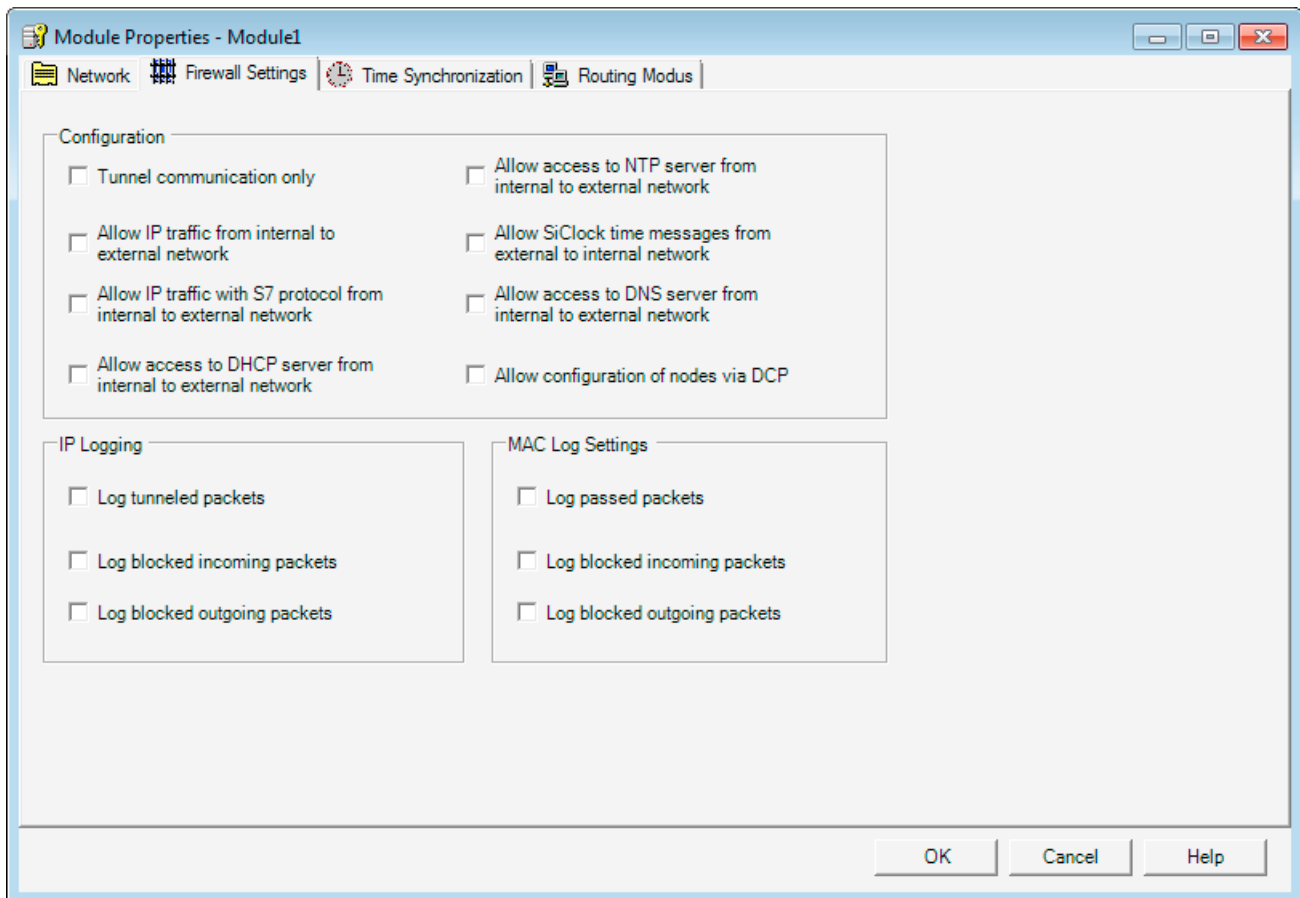 Module Properties - Module1
Network
Firewall Settings
Time Synchronization
Routing Modus
Configuration
Tunnel communication only
Allow access to NTP server from
internal to external network
Allow IP traffic from internal to
external network
Allow SiClock time messages from
external to internal network
Allow IP traffic with S7 protocol from
internal to external network
Allow access to DNS server from
internal to external network
Allow access to DHCP server from
internal to external network
Allow configuration of nodes via DCP
IP Logging
Log tunneled packets
Log blocked incoming packets
Log blocked outgoing packets
MAC Log Settings
Log passed packets
Log blocked incoming packets
Log blocked outgoing packets
OK
Cancel
Help